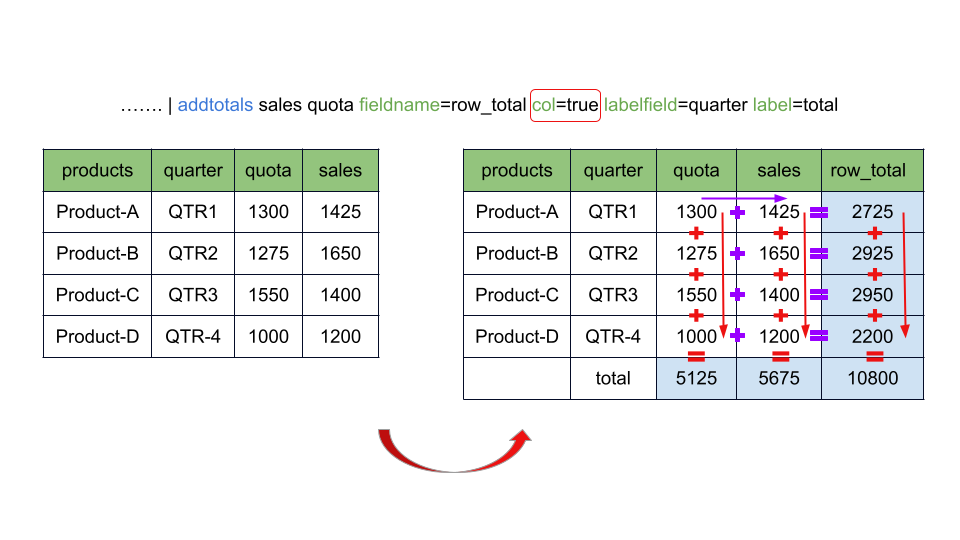 ……. | addtotals sales quota fieldname=row_total col=true labelfield=quarter label=total
products quarter quota sales
Product-A QTR1 1300 1425
Product-B QTR2 1275 1650
Product-C QTR3 1550 1400
Product-D QTR-4 1000 1200
products quarter quota sales row_total
Product-A QTR1 1300 + 1425 = 2725
+ + +
Product-B QTR2 1275 + 1650 = 2925
+ + +
Product-C QTR3 1550 + 1400 = 2950
+ + +
Product-D QTR-4 1000 + 1200 = 2200
= = =
total 5125 5675 10800